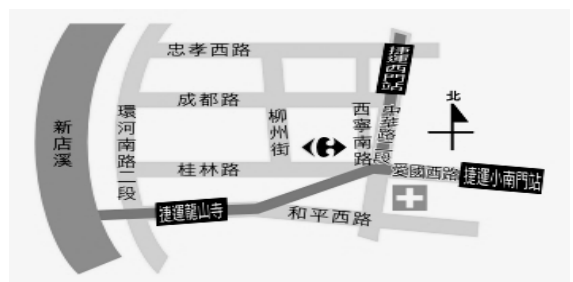 忠孝西路
捷運西門站
成都路
北
環河南路二段
柳州街
西寧南路
中華路一段
新店溪
桂林路
愛國西路
捷運小南門站
捷運龍山寺
和平西路